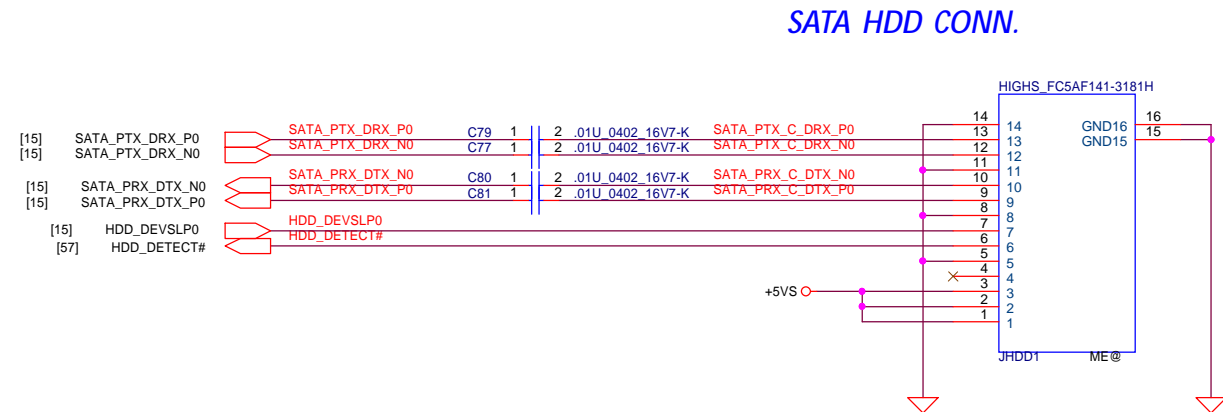 SATA HDD CONN.
HIGHS_FC5AF141-3181H
14 14 GND16 16
[15] SATA_PTX_DRX_P0 SATA_PTX_DRX_P0 C79 1 2 .01U_0402_16V7-K SATA_PTX_C_DRX_P0 13 13 GND15 15
[15] SATA_PTX_DRX_N0 SATA_PTX_DRX_N0 C77 1 2 .01U_0402_16V7-K SATA_PTX_C_DRX_N0 12 12
11 11
[15] SATA_PRX_DTX_N0 SATA_PRX_DTX_N0 C80 1 2 .01U_0402_16V7-K SATA_PRX_C_DTX_N0 10 10
[15] SATA_PRX_DTX_P0 SATA_PRX_DTX_P0 C81 1 2 .01U_0402_16V7-K SATA_PRX_C_DTX_P0 9 9
8 8
[15] HDD_DEVSLP0 HDD_DEVSLP0 7 7
[57] HDD_DETECT# HDD_DETECT# 6 6
5 5
4 4
+5VS 3 3
2 2
1 1
JHDD1 ME@